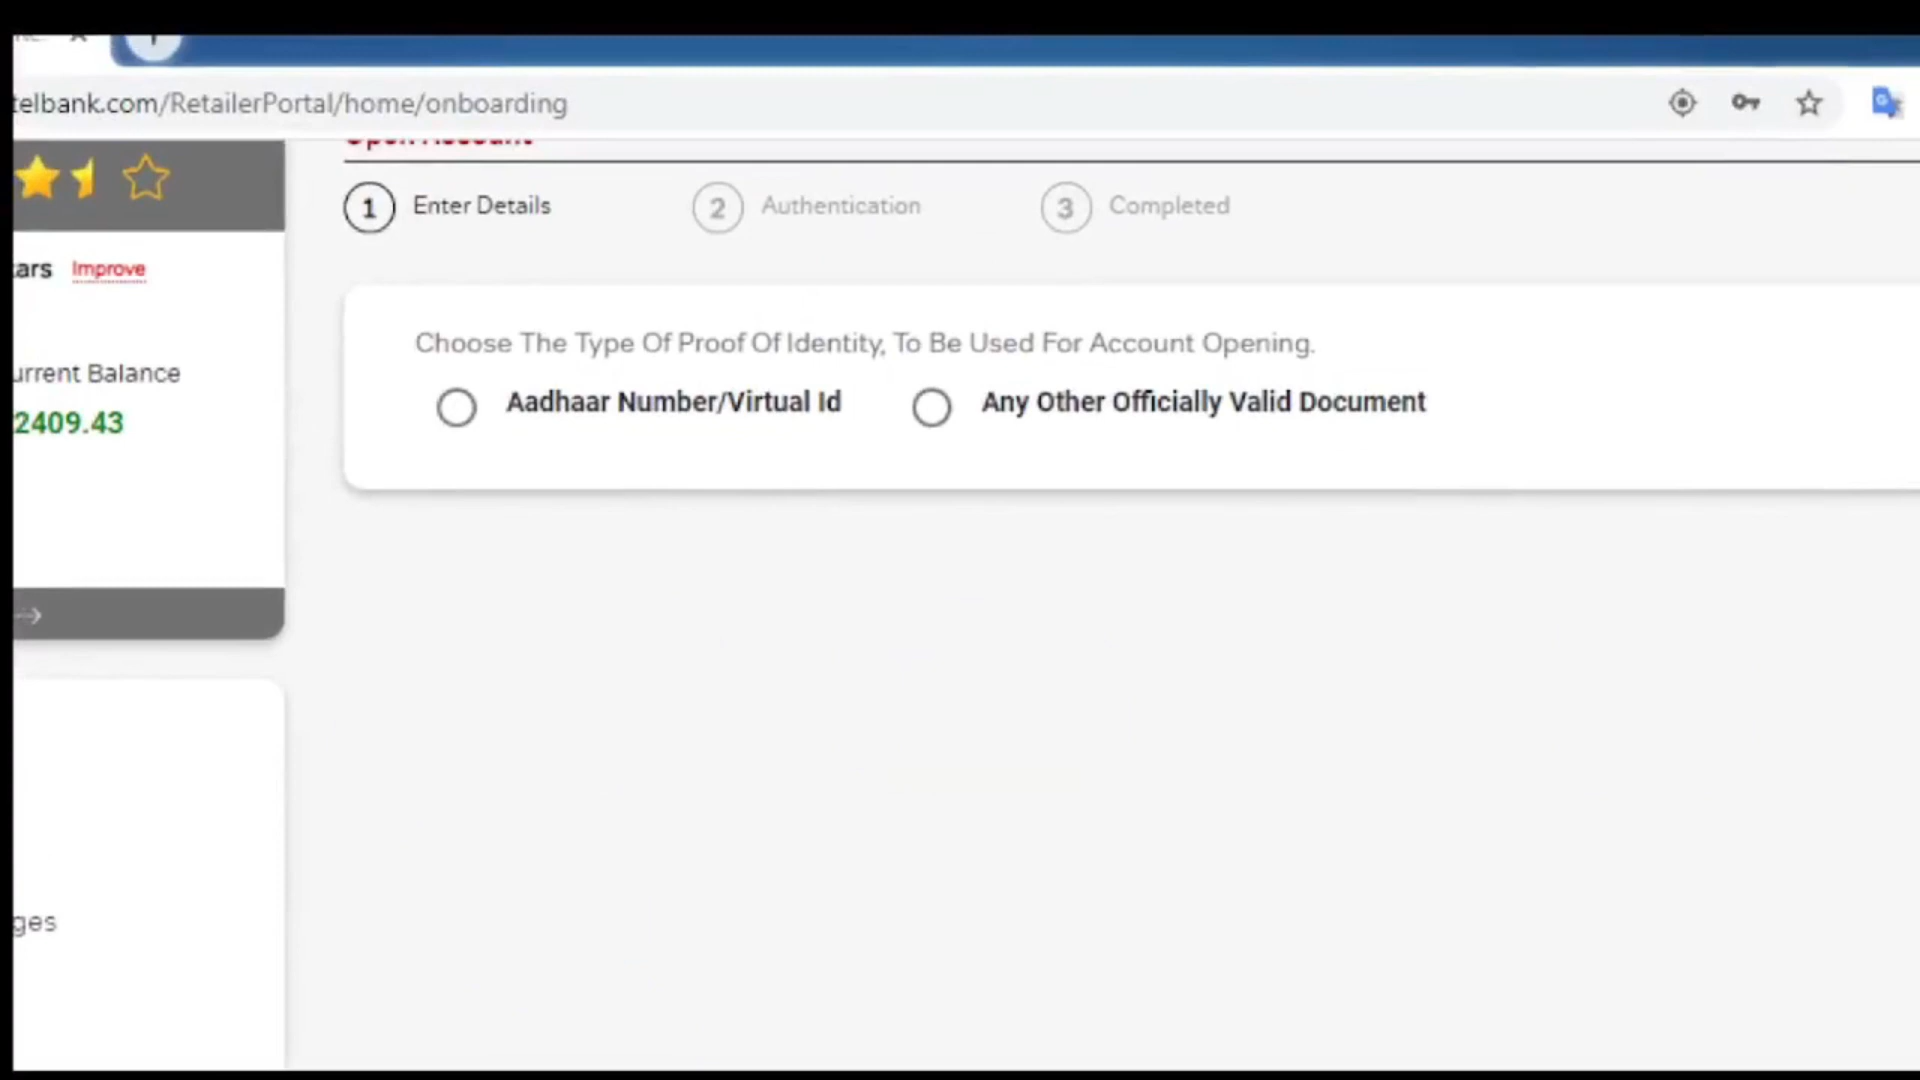 telbank.com/RetailerPortal/home/onboarding
Open Account
1 Enter Details 2 Authentication 3 Completed
ars Improve
urrent Balance
2409.43
Choose The Type Of Proof Of Identity, To Be Used For Account Opening.
Aadhaar Number/Virtual Id Any Other Officially Valid Document
ges